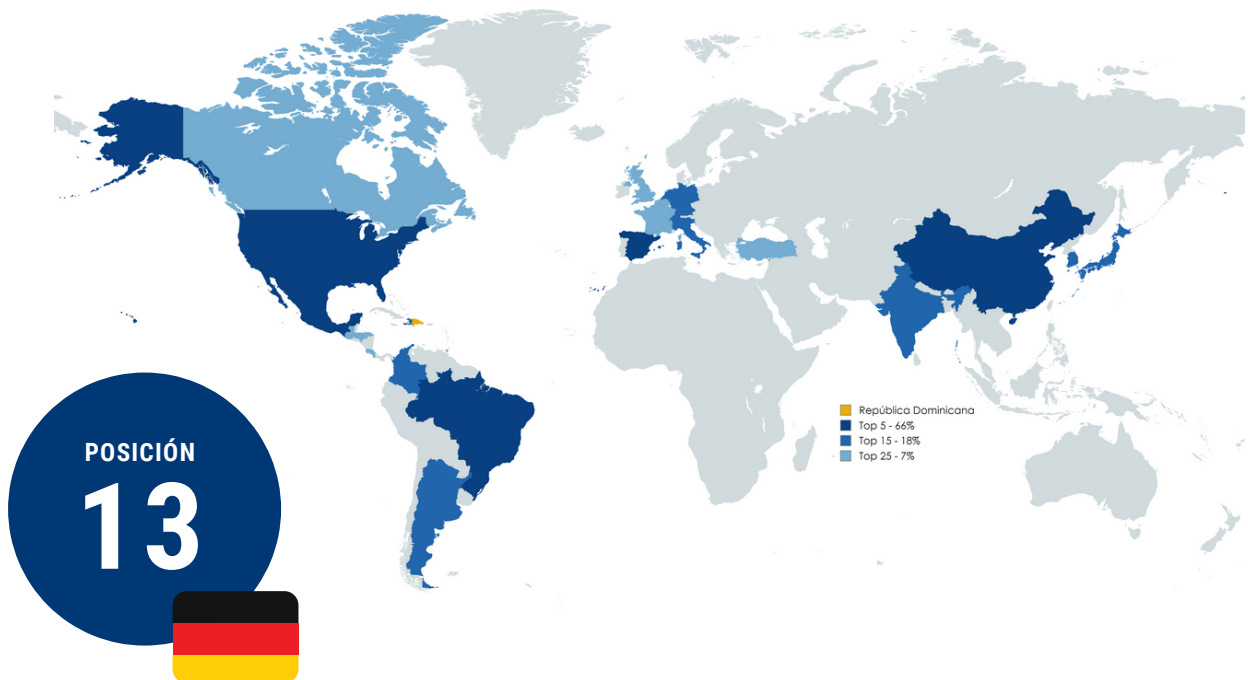 República Dominicana
Top 5 - 66%
Top 15 - 18%
Top 25 - 7%
POSICIÓN
13